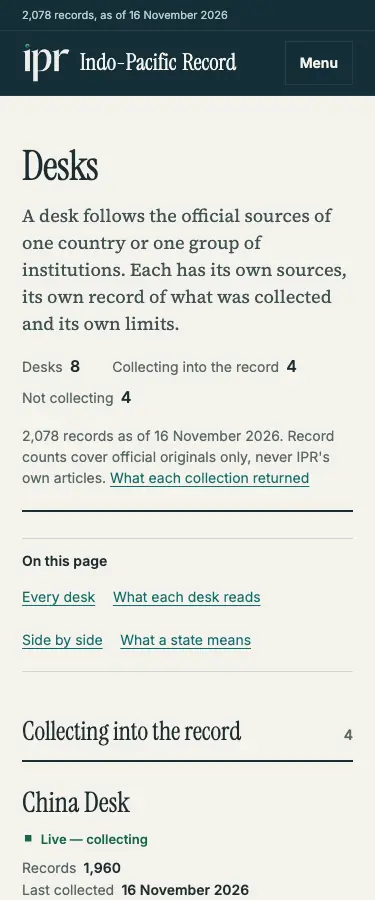 2,078 records, as of 16 November 2026
ipr Indo-Pacific Record
Menu
Desks
A desk follows the official sources of
one country or one group of
institutions. Each has its own sources,
its own record of what was collected
and its own limits.
Desks 8 Collecting into the record 4
Not collecting 4
2,078 records as of 16 November 2026. Record
counts cover official originals only, never IPR's
own articles. What each collection returned
On this page
Every desk What each desk reads
Side by side What a state means
Collecting into the record 4
China Desk
Live — collecting
Records 1,960
Last collected 16 November 2026